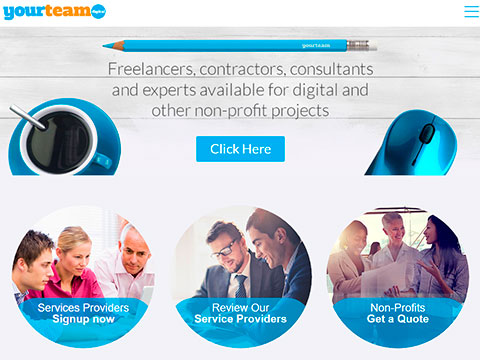 yourteam digital
yourteam
Freelancers, contractors, consultants
and experts available for digital and
other non-profit projects
Click Here
Services Providers
Signup now
Review Our
Service Providers
Non-Profits
Get a Quote